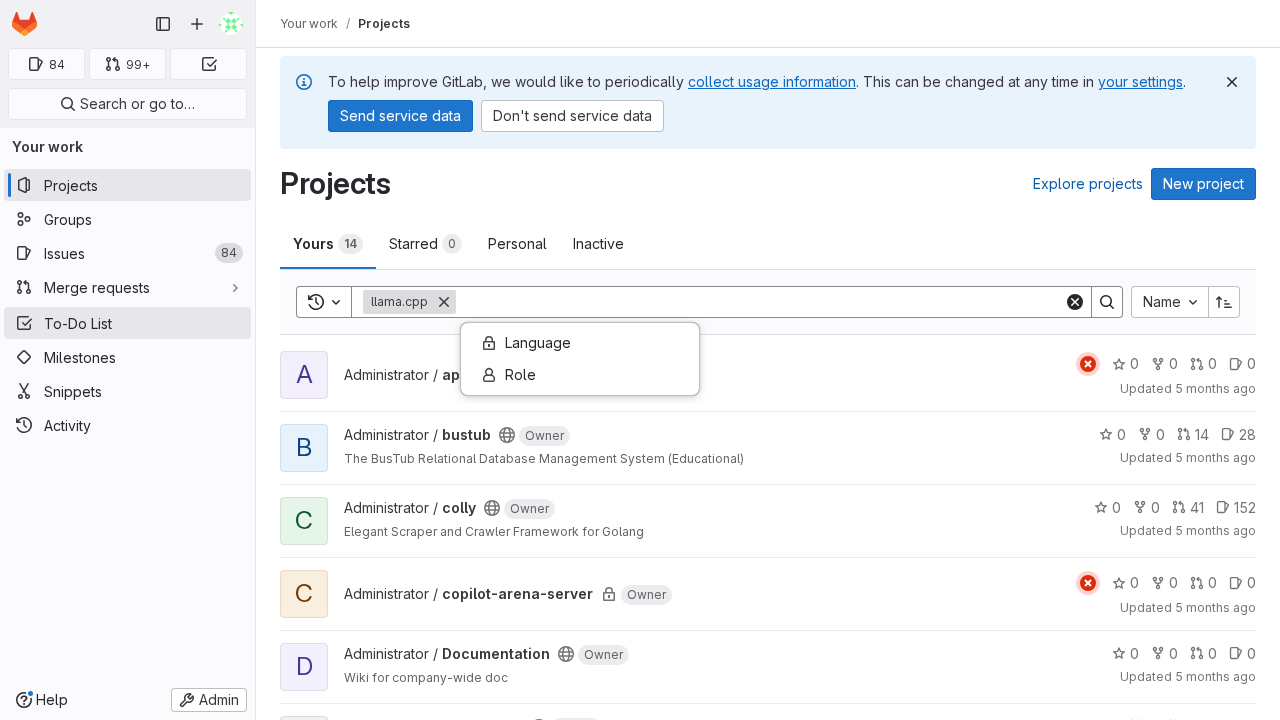 84
99+
Search or go to…
Your work
Projects
Groups
Issues 84
Merge requests
To-Do List
Milestones
Snippets
Activity
Help
Admin
Your work / Projects
To help improve GitLab, we would like to periodically collect usage information. This can be changed at any time in your settings.
Send service data
Don't send service data
Projects
Explore projects
New project
Yours 14
Starred 0
Personal
Inactive
llama.cpp
Name
Language
Role
A
Administrator / ap
0 0 0 0
Updated 5 months ago
B
Administrator / bustub Owner
The BusTub Relational Database Management System (Educational)
0 0 14 28
Updated 5 months ago
C
Administrator / colly Owner
Elegant Scraper and Crawler Framework for Golang
0 0 41 152
Updated 5 months ago
C
Administrator / copilot-arena-server Owner
0 0 0 0
Updated 5 months ago
D
Administrator / Documentation Owner
Wiki for company-wide doc
0 0 0 0
Updated 5 months ago